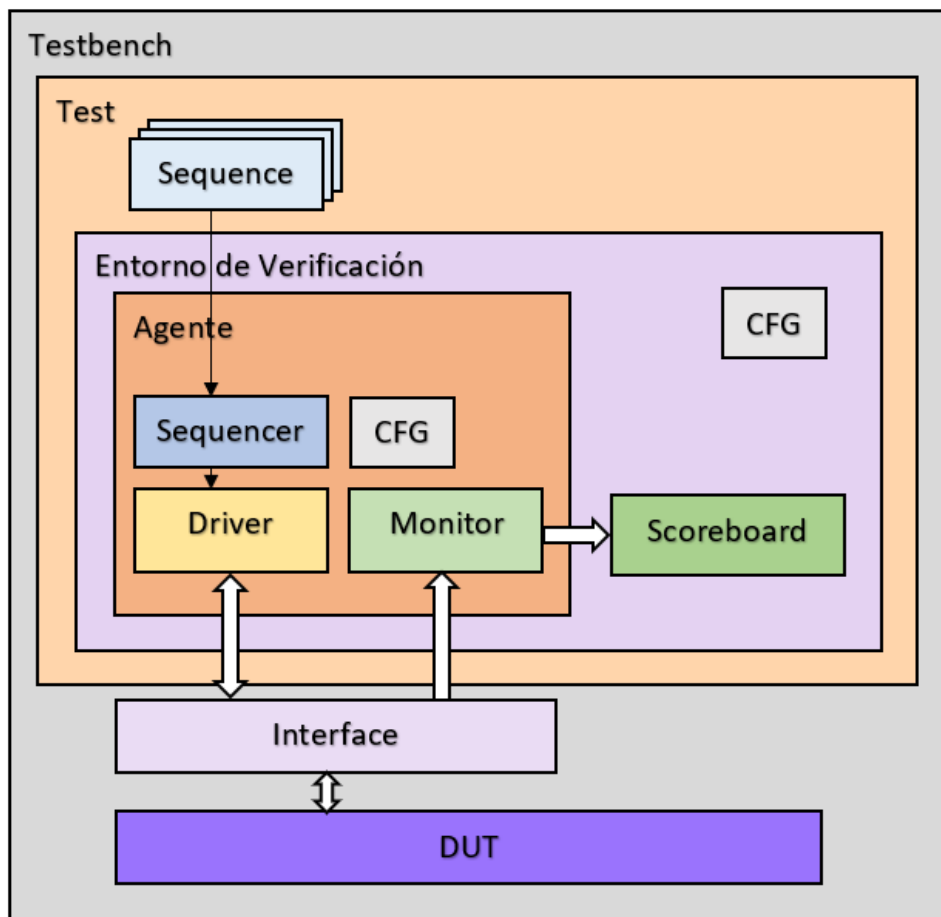 Testbench
Test
Sequence
Entorno de Verificación
CFG
Agente
Sequencer
CFG
Driver
Monitor
Scoreboard
Interface
DUT